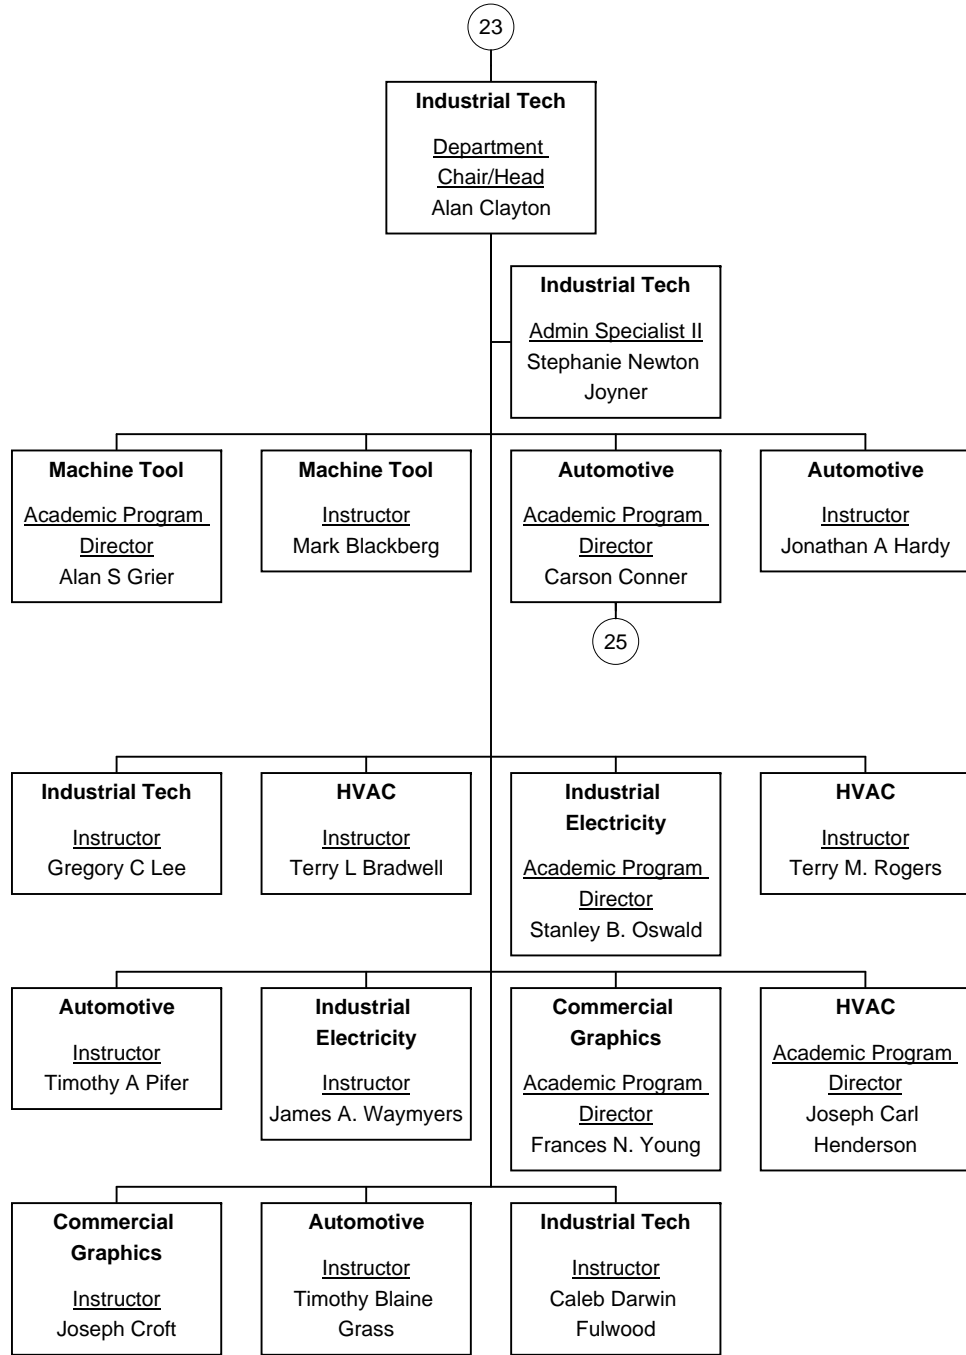 23
Industrial Tech
Department
Chair/Head
Alan Clayton
Industrial Tech
Admin Specialist II
Stephanie Newton
Joyner
Machine Tool
Academic Program
Director
Alan S Grier
Machine Tool
Instructor
Mark Blackberg
Automotive
Academic Program
Director
Carson Conner
25
Automotive
Instructor
Jonathan A Hardy
Industrial Tech
Instructor
Gregory C Lee
HVAC
Instructor
Terry L Bradwell
Industrial
Electricity
Academic Program
Director
Stanley B. Oswald
HVAC
Instructor
Terry M. Rogers
Automotive
Instructor
Timothy A Pifer
Industrial
Electricity
Instructor
James A. Waymyers
Commercial
Graphics
Academic Program
Director
Frances N. Young
HVAC
Academic Program
Director
Joseph Carl
Henderson
Commercial
Graphics
Instructor
Joseph Croft
Automotive
Instructor
Timothy Blaine
Grass
Industrial Tech
Instructor
Caleb Darwin
Fulwood